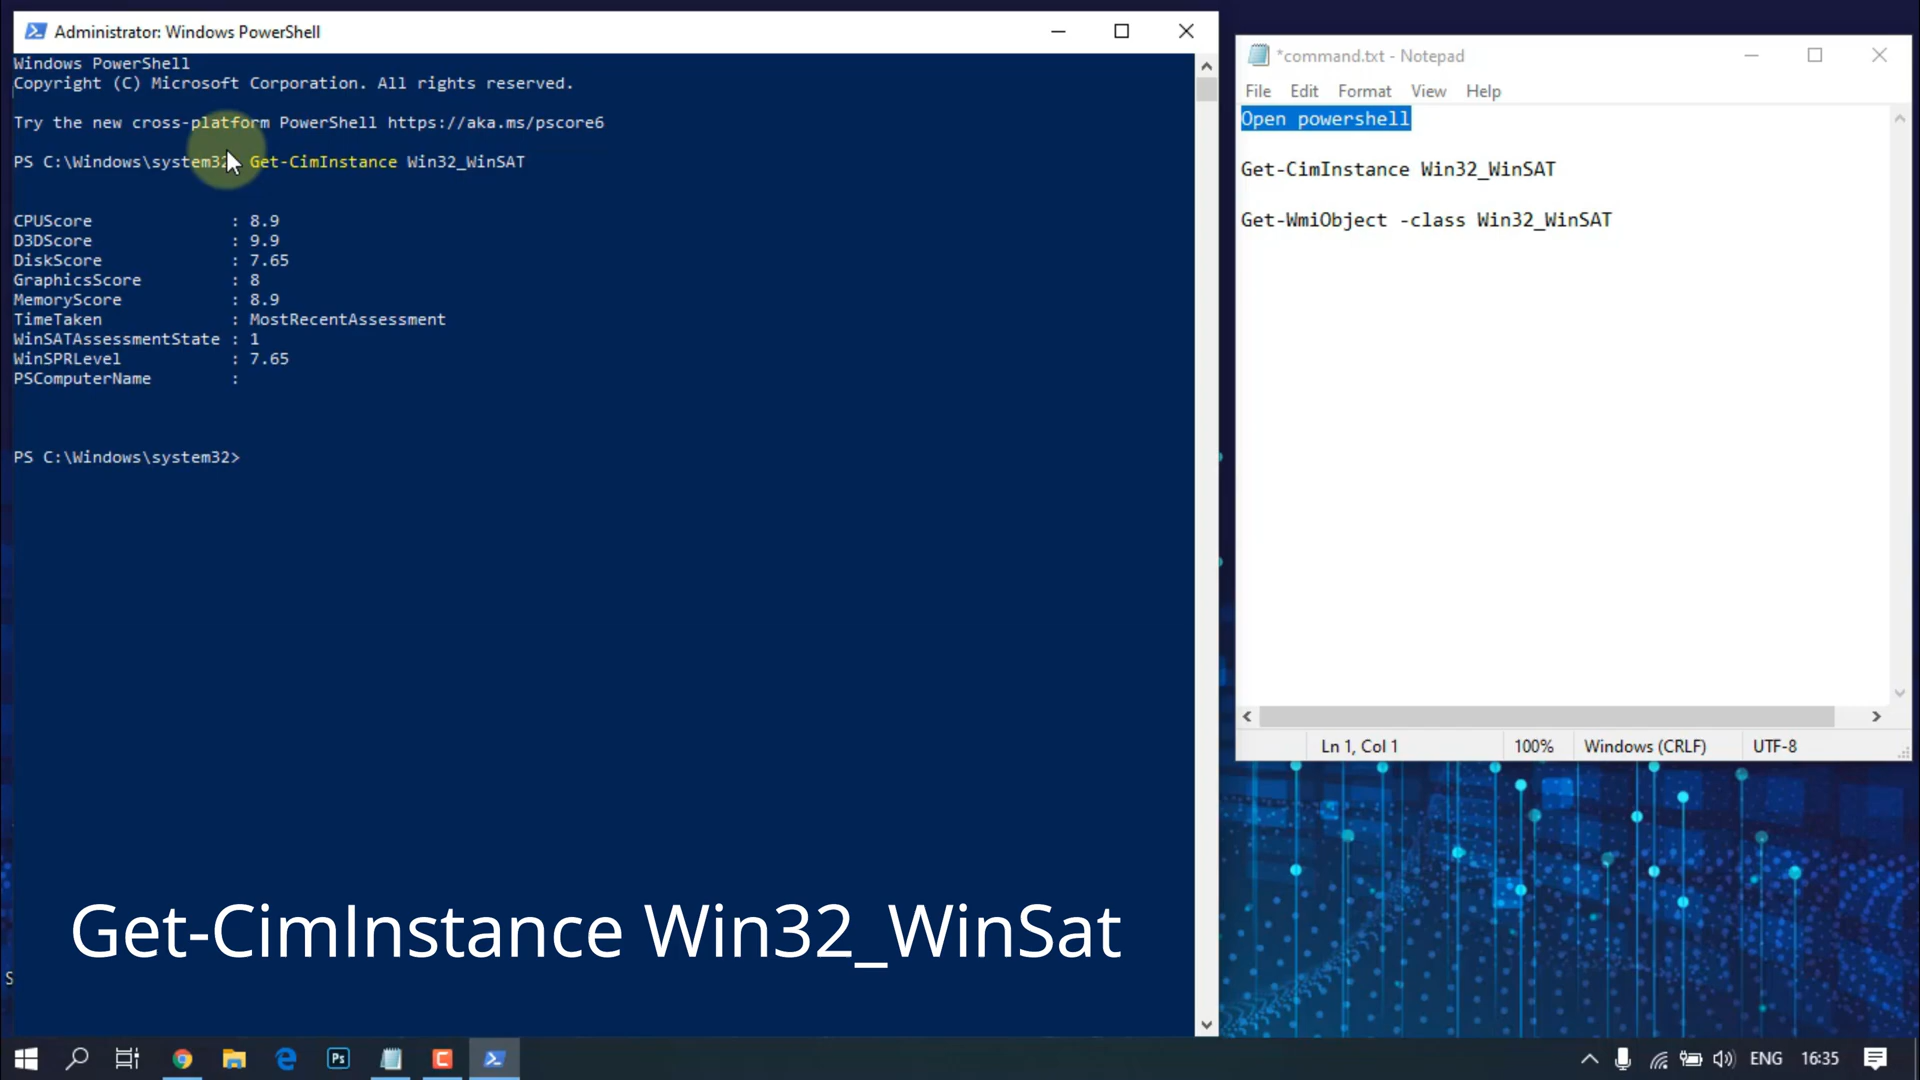 Administrator: Windows PowerShell
Windows PowerShell
Copyright (C) Microsoft Corporation. All rights reserved.
Try the new cross-platform PowerShell https://aka.ms/pscore6
PS C:\Windows\system32> Get-CimInstance Win32_WinSAT
CPUScore : 8.9
D3DScore : 9.9
DiskScore : 7.65
GraphicsScore : 8
MemoryScore : 8.9
TimeTaken : MostRecentAssessment
WinSATAssessmentState : 1
WinSPRLevel : 7.65
PSComputerName :
PS C:\Windows\system32>
Get-CimInstance Win32_WinSat
*command.txt - Notepad
File Edit Format View Help
Open powershell
Get-CimInstance Win32_WinSAT
Get-WmiObject -class Win32_WinSAT
Ln 1, Col 1 100% Windows (CRLF) UTF-8
S
Ps C ENG 16:35